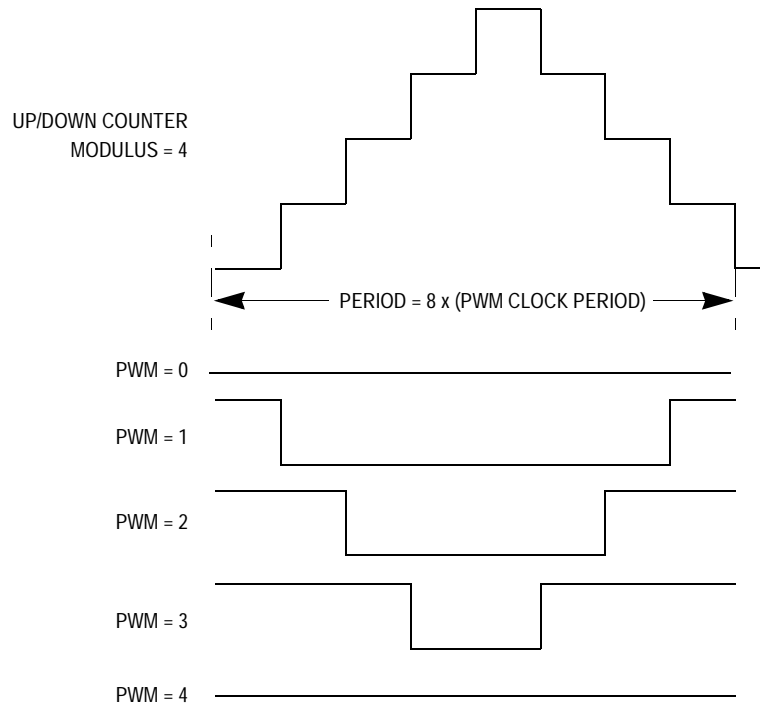 UP/DOWN COUNTER
MODULUS = 4
PERIOD = 8 x (PWM CLOCK PERIOD)
PWM = 0
PWM = 1
PWM = 2
PWM = 3
PWM = 4